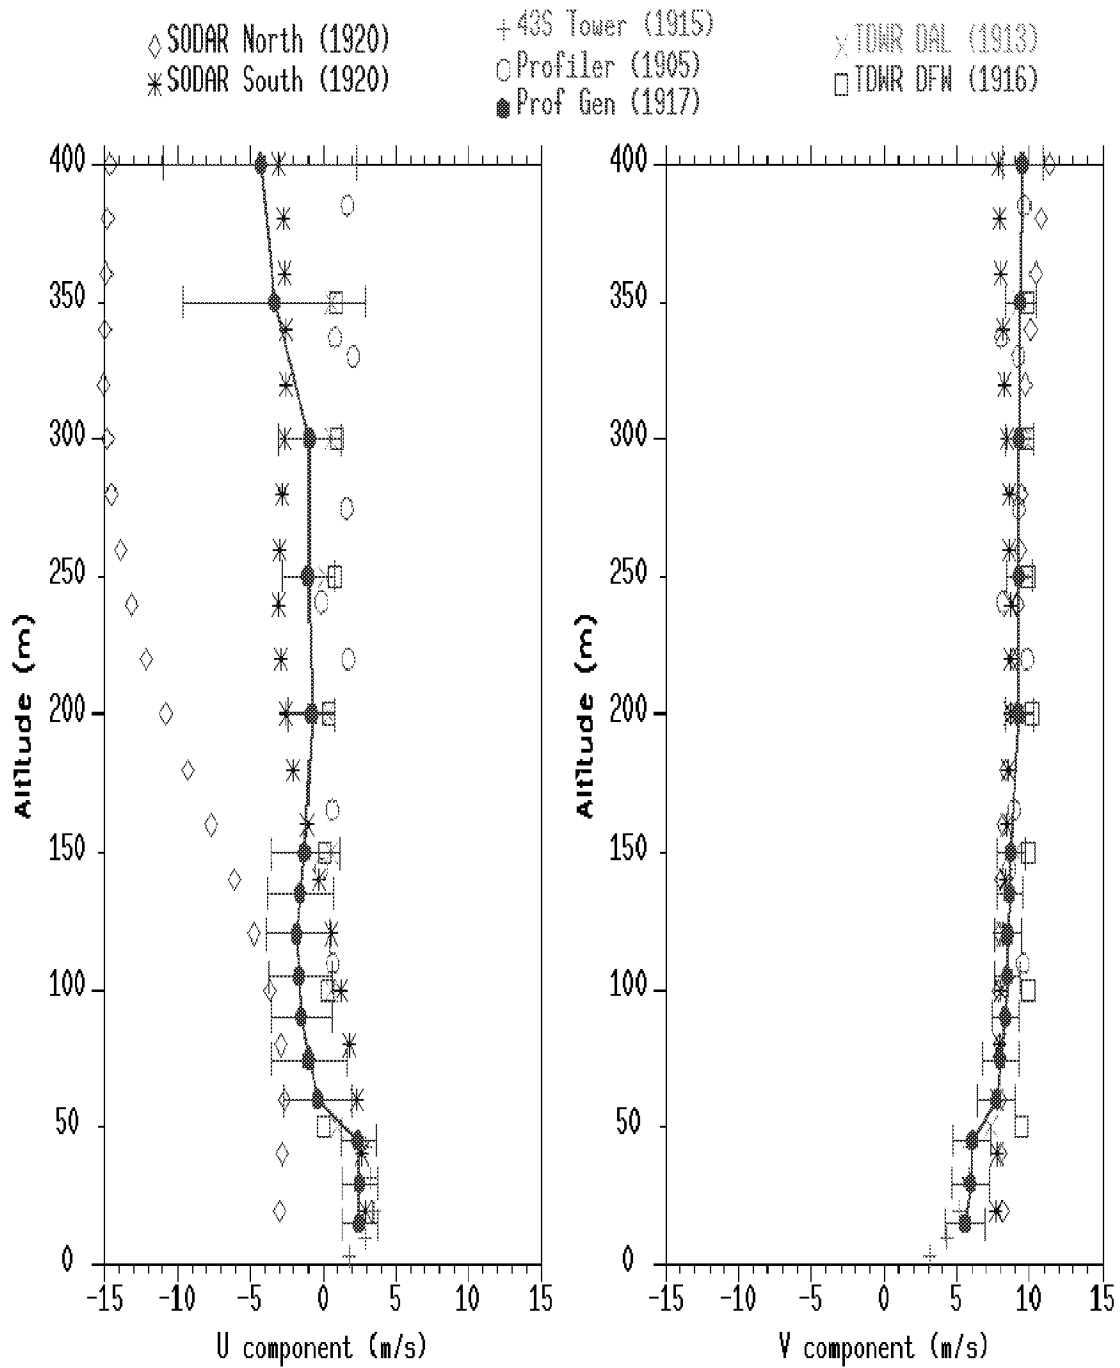 ◇ SODAR North (1920)
✳ SODAR South (1920)
+ 43S Tower (1915)
○ Profiler (1905)
● Prof Gen (1917)
× TDWR DAL (1913)
□ TDWR DFW (1916)
400
350
300
250
200
150
100
50
0
Altitude (m)
-15 -10 -5 0 5 10 15
U component (m/s)
400
350
300
250
200
150
100
50
0
Altitude (m)
-15 -10 -5 0 5 10 15
V component (m/s)